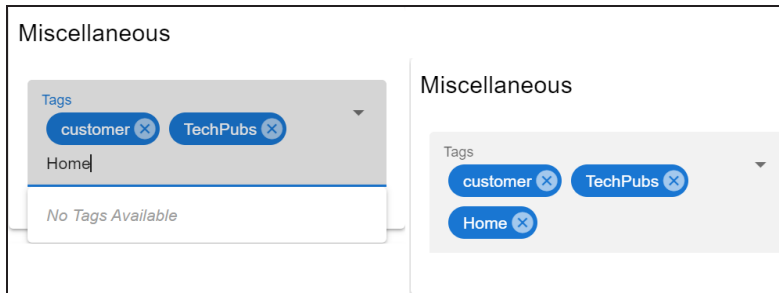 Miscellaneous
Tags
customer TechPubs
Home
No Tags Available
Miscellaneous
Tags
customer TechPubs
Home